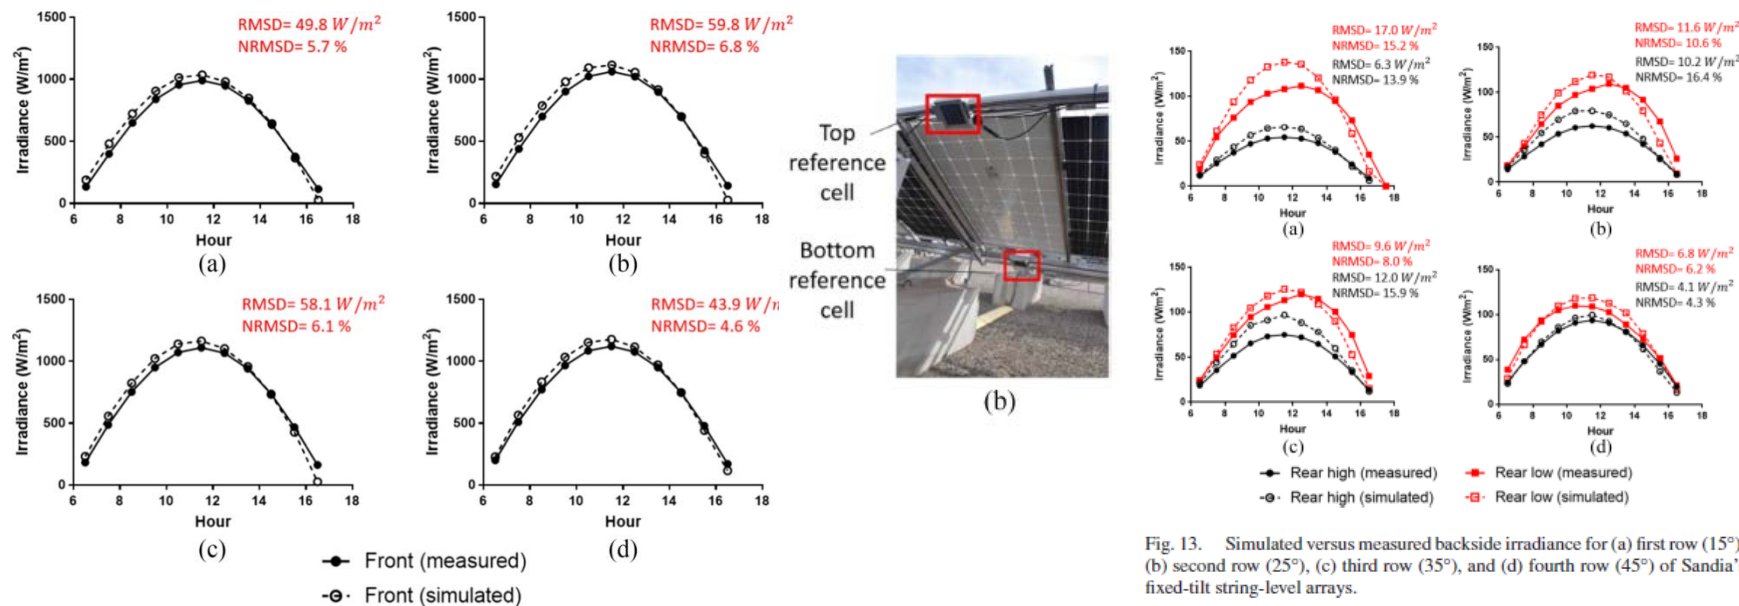 1500
1000
500
0
Irradiance (W/m²)
6 8 10 12 14 16 18
Hour
(a)
RMSD= 49.8 W/m²
NRMSD= 5.7 %
1500
1000
500
0
Irradiance (W/m²)
6 8 10 12 14 16 18
Hour
(b)
RMSD= 59.8 W/m²
NRMSD= 6.8 %
1500
1000
500
0
Irradiance (W/m²)
6 8 10 12 14 16 18
Hour
(c)
RMSD= 58.1 W/m²
NRMSD= 6.1 %
1500
1000
500
0
Irradiance (W/m²)
6 8 10 12 14 16 18
Hour
(d)
RMSD= 43.9 W/
NRMSD= 4.6 %
Front (measured)
Front (simulated)
Top
reference
cell
Bottom
reference
cell
(b)
150
100
50
0
Irradiance (W/m²)
6 8 10 12 14 16 18
Hour
(a)
RMSD= 17.0 W/m²
NRMSD= 15.2 %
RMSD= 6.3 W/m²
NRMSD= 13.9 %
150
100
50
0
Irradiance (W/m²)
6 8 10 12 14 16 18
Hour
(b)
RMSD= 11.6 W/m²
NRMSD= 10.6 %
RMSD= 10.2 W/m²
NRMSD= 16.4 %
150
100
50
0
Irradiance (W/m²)
6 8 10 12 14 16 18
Hour
(c)
RMSD= 9.6 W/m²
NRMSD= 8.0 %
RMSD= 12.0 W/m²
NRMSD= 15.9 %
150
100
50
0
Irradiance (W/m²)
6 8 10 12 14 16 18
Hour
(d)
RMSD= 6.8 W/m²
NRMSD= 6.2 %
RMSD= 4.1 W/m²
NRMSD= 4.3 %
Rear high (measured)
Rear low (measured)
Rear high (simulated)
Rear low (simulated)
Fig. 13. Simulated versus measured backside irradiance for (a) first row (15°)
(b) second row (25°), (c) third row (35°), and (d) fourth row (45°) of Sandia'
fixed-tilt string-level arrays.